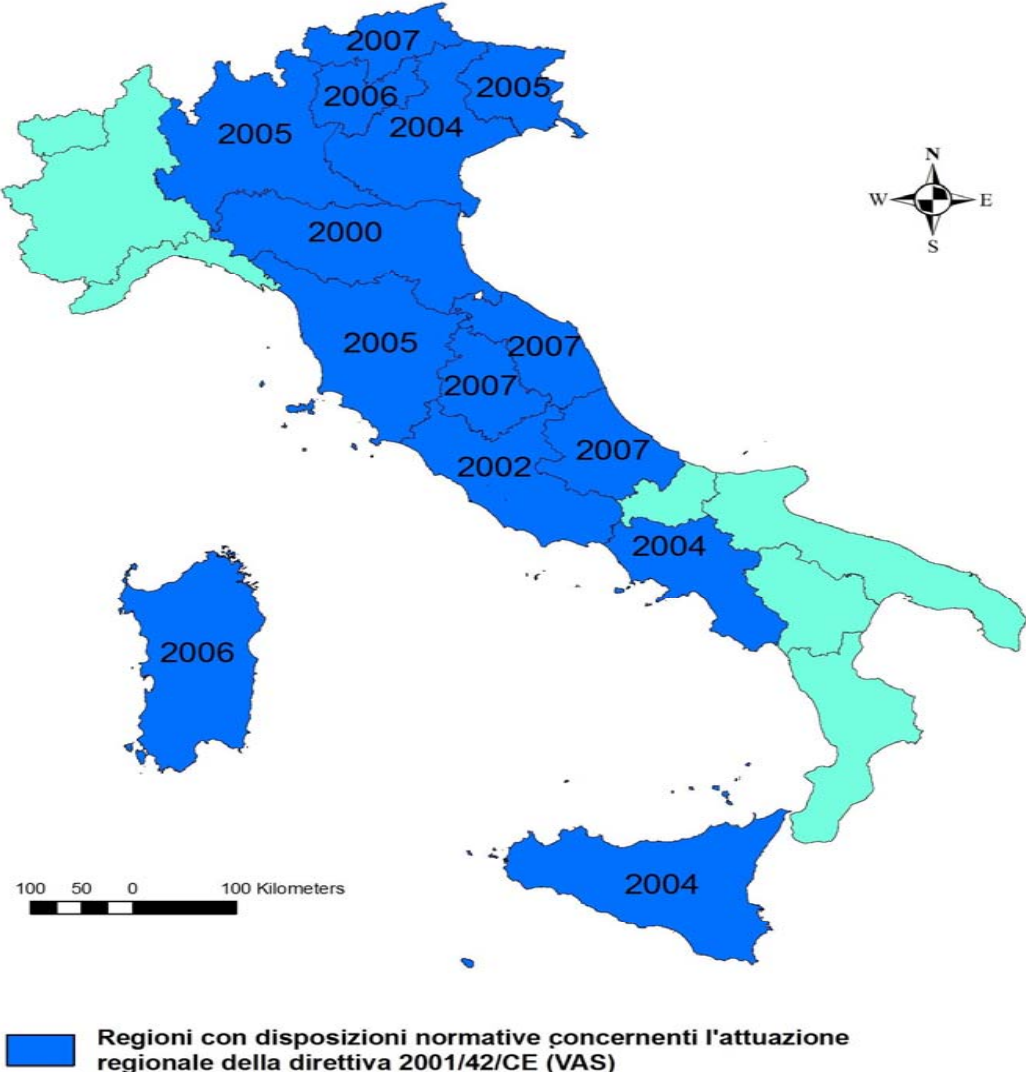 2007
2006
2005
2005
2004
N
W E
S
2000
2005
2007
2007
2007
2002
2004
2006
2004
100 50 0 100 Kilometers
Regioni con disposizioni normative concernenti l'attuazione
regionale della direttiva 2001/42/CE (VAS)